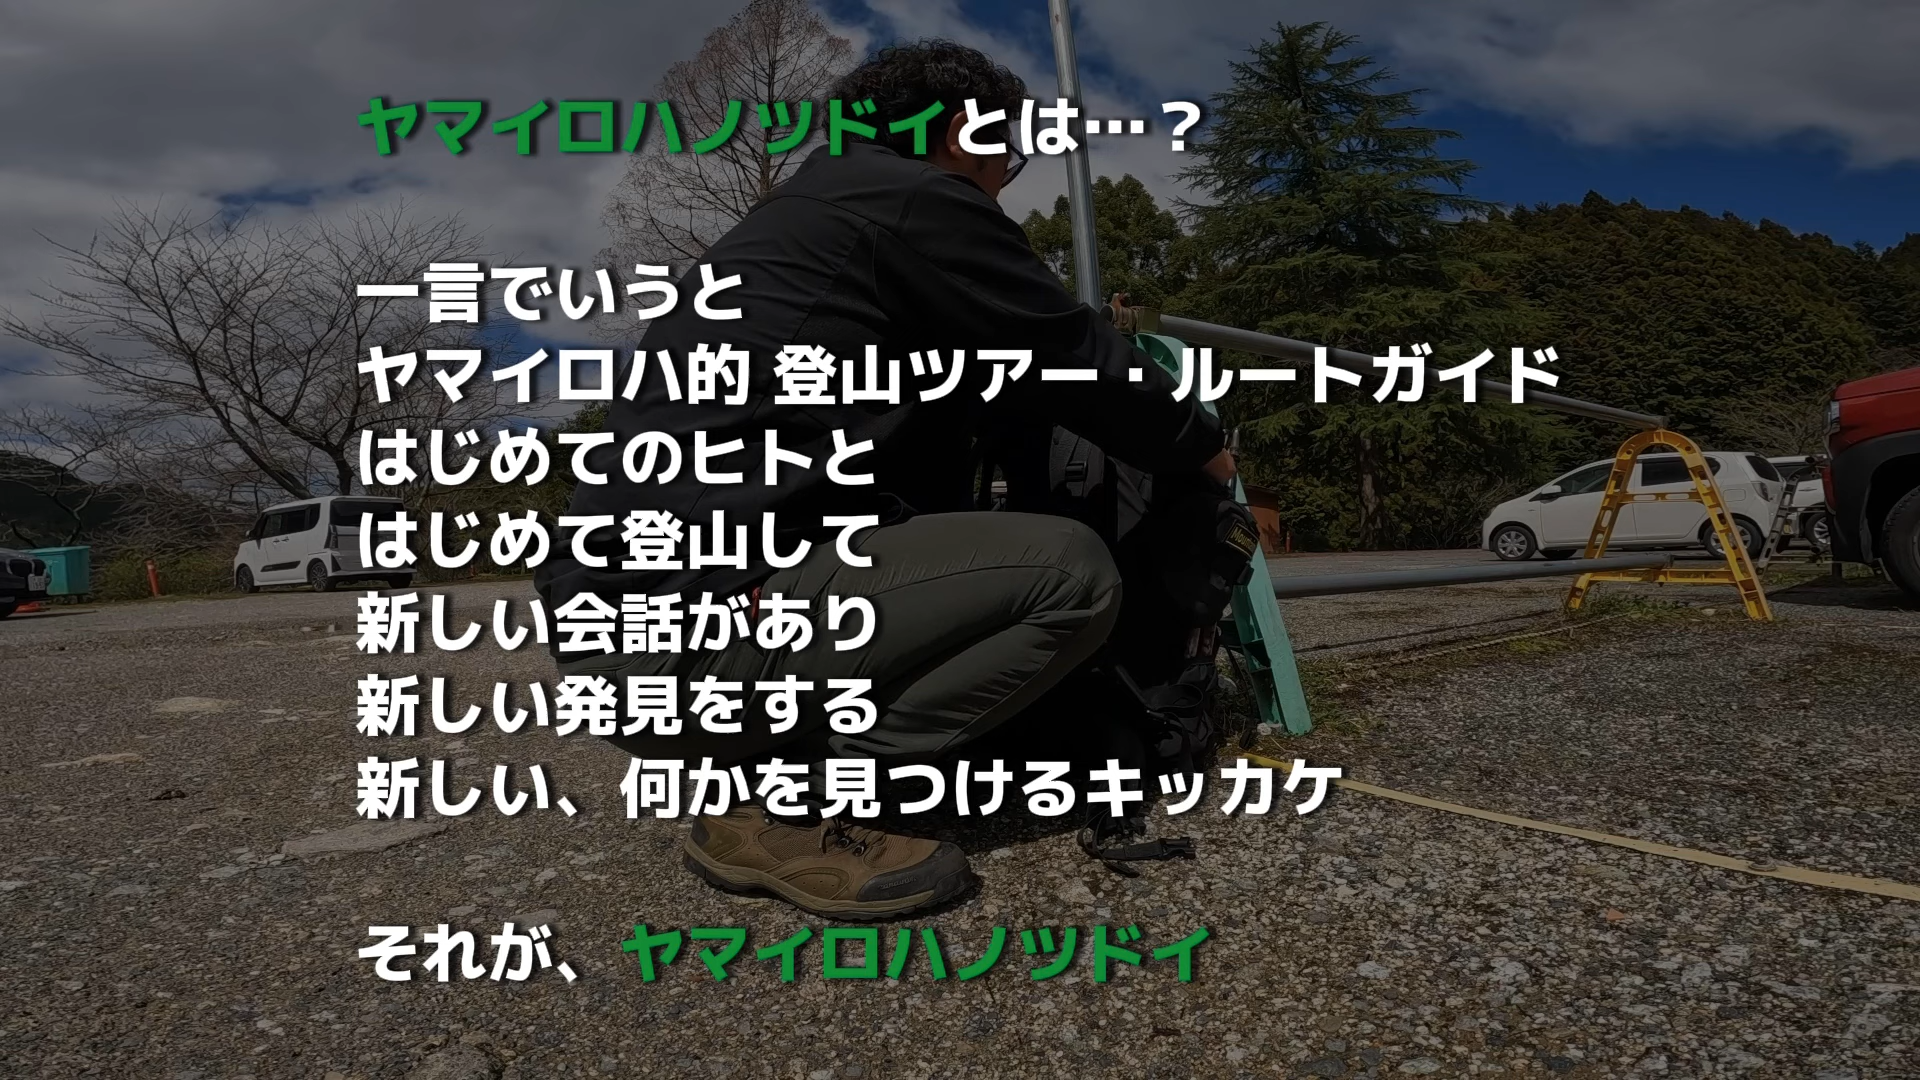 ヤマイロハノツドイとは…？
一言でいうと
ヤマイロハ的 登山ツアー・ルートガイド
はじめてのヒトと
はじめて登山して
新しい会話があり
新しい発見をする
新しい、何かを見つけるキッカケ
それが、ヤマイロハノツドイ